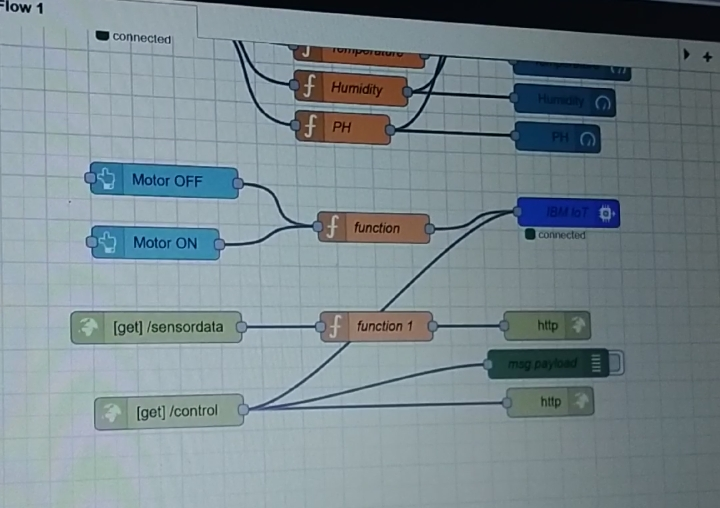 Flow 1
connected
Temperature
Humidity
Humidity
PH
PH
Motor OFF
Motor ON
function
IBM IoT
connected
[get] /sensordata
function 1
http
msg.payload
[get] /control
http